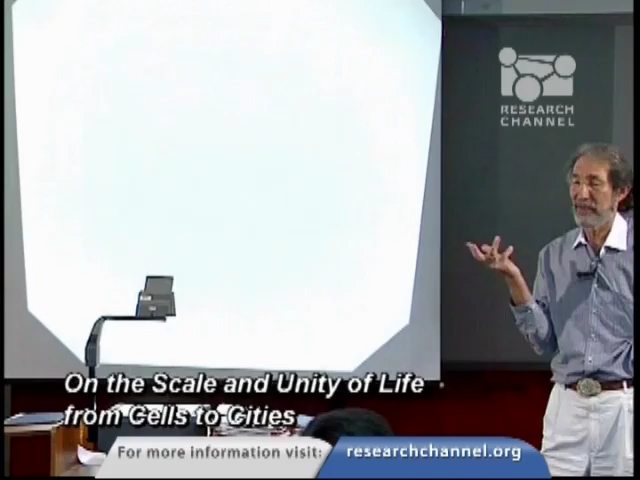 RESEARCH
CHANNEL
On the Scale and Unity of Life
from Cells to Cities
For more information visit: researchchannel.org